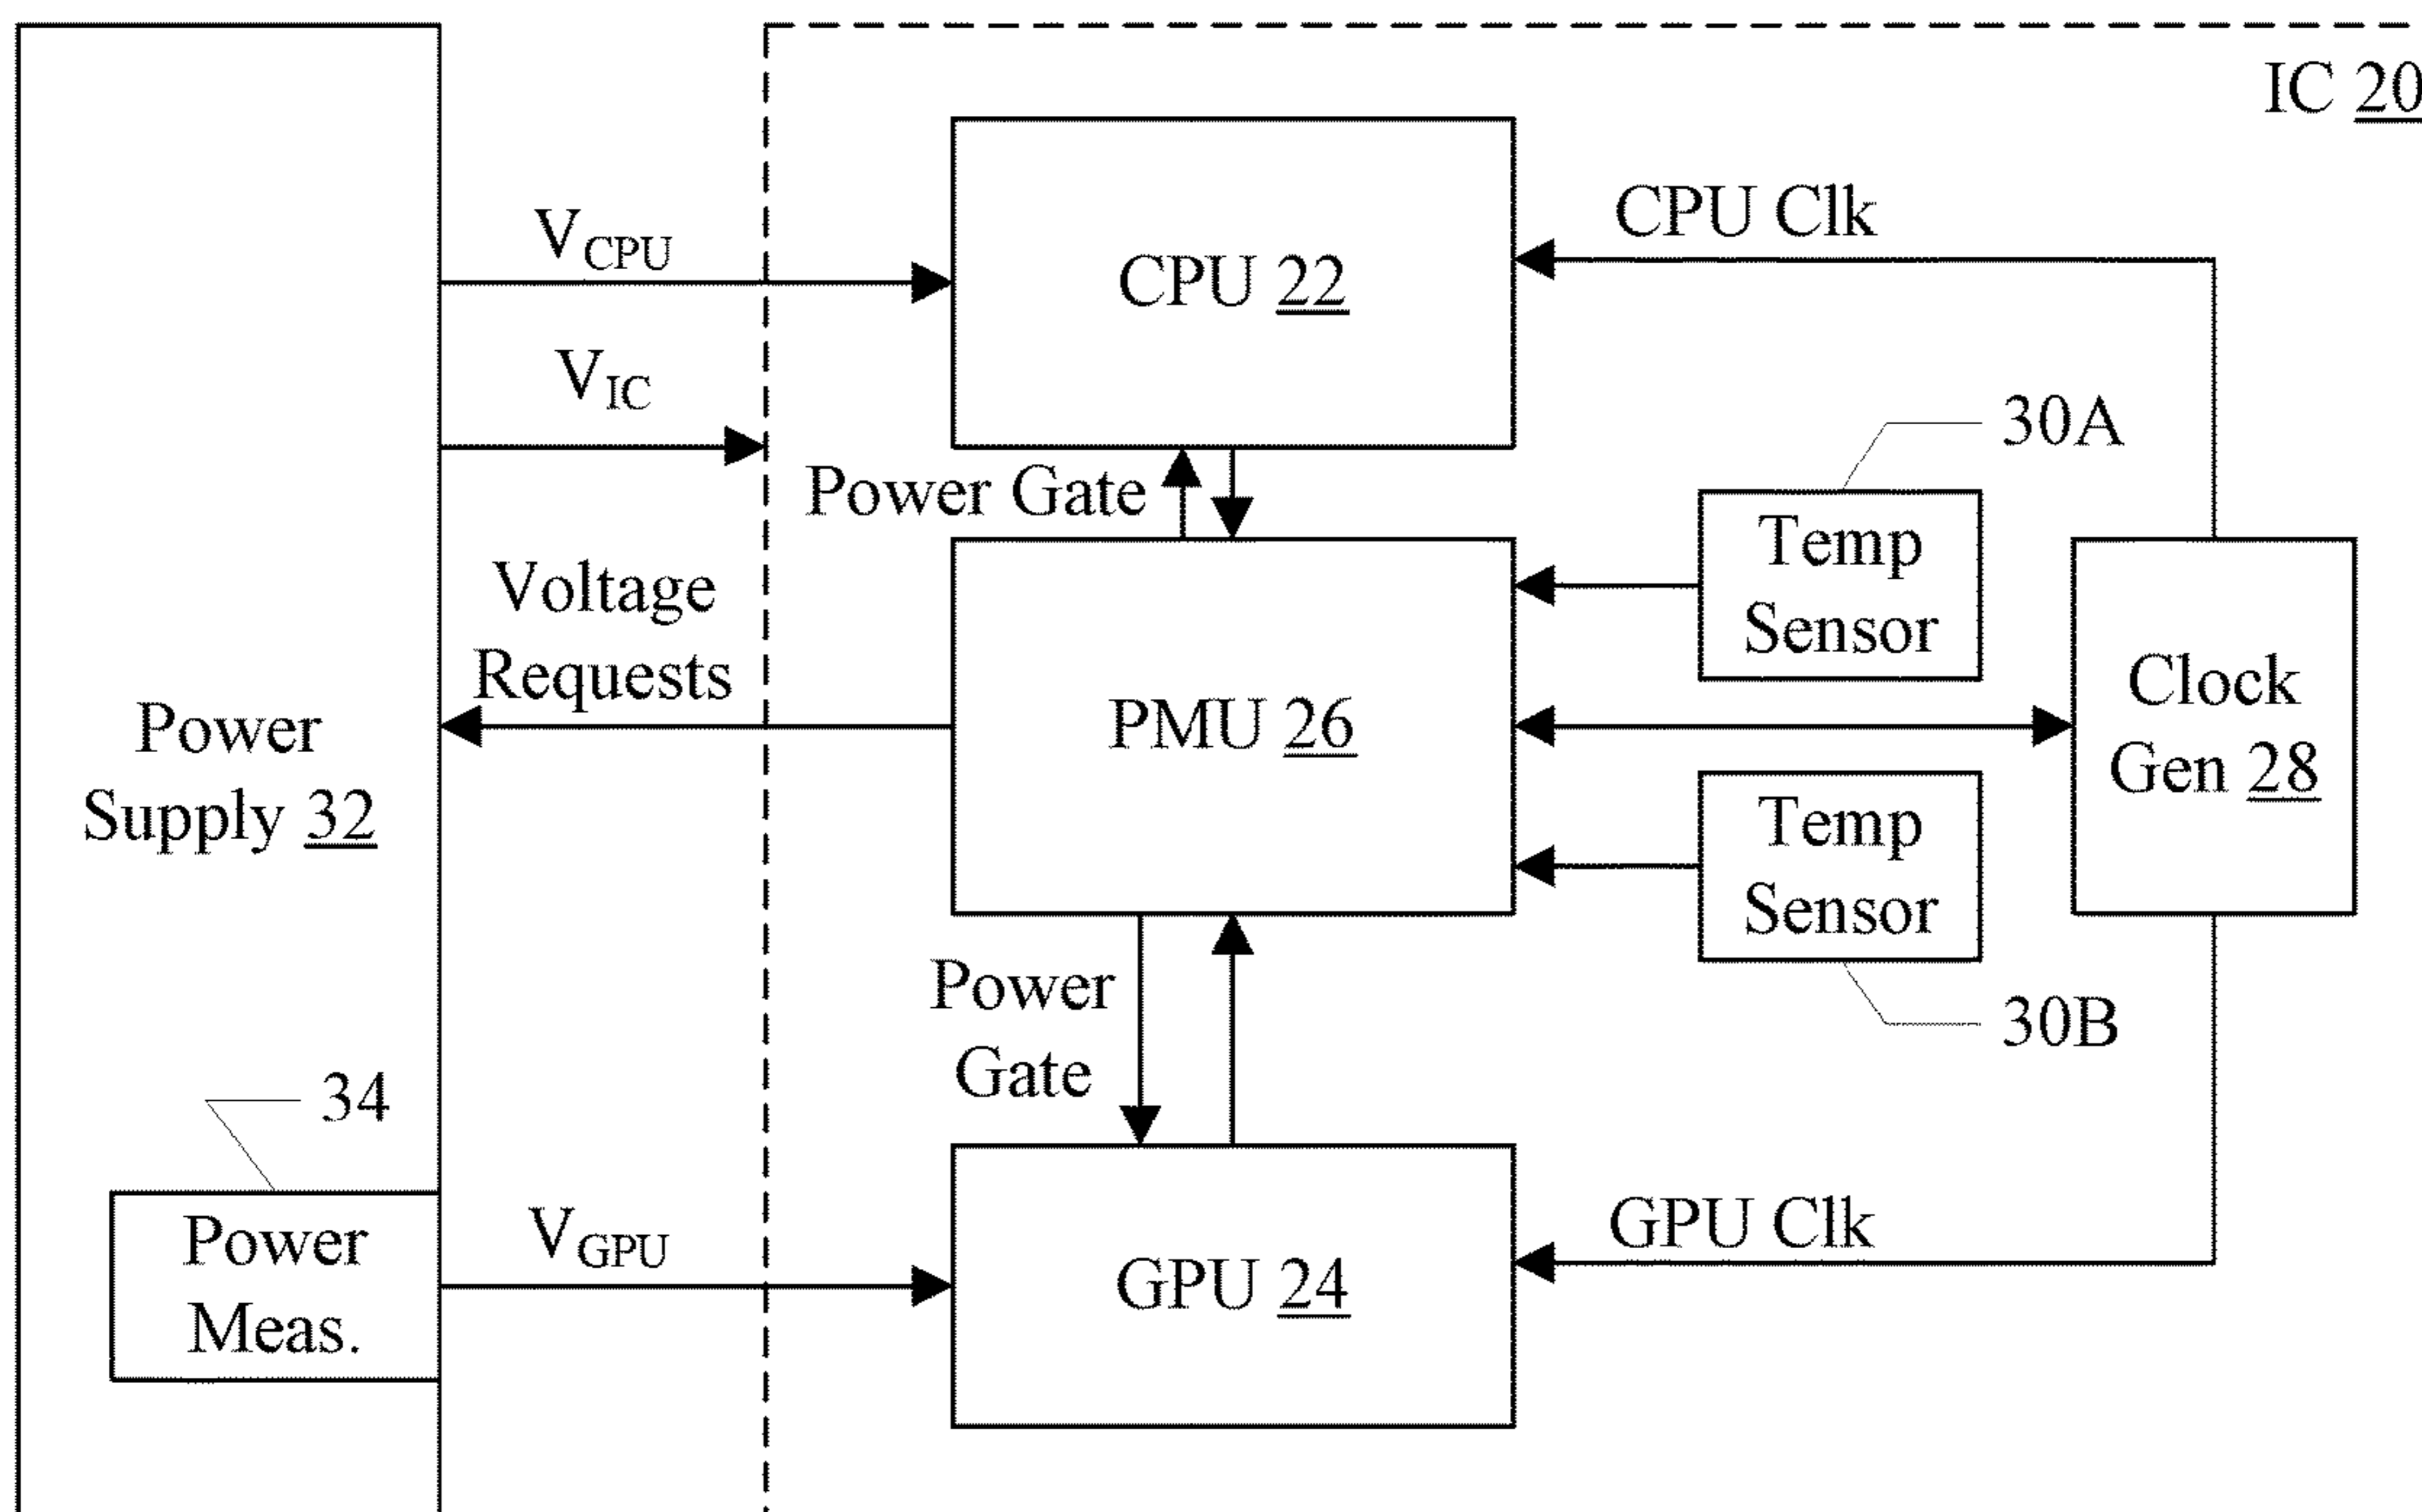 IC 20
CPU Clk
V_CPU
CPU 22
V_IC
30A
Power Gate
Temp
Sensor
Voltage
Requests
Clock
Gen 28
PMU 26
Power
Supply 32
Temp
Sensor
Power
Gate
30B
34
GPU Clk
V_GPU
Power
Meas.
GPU 24